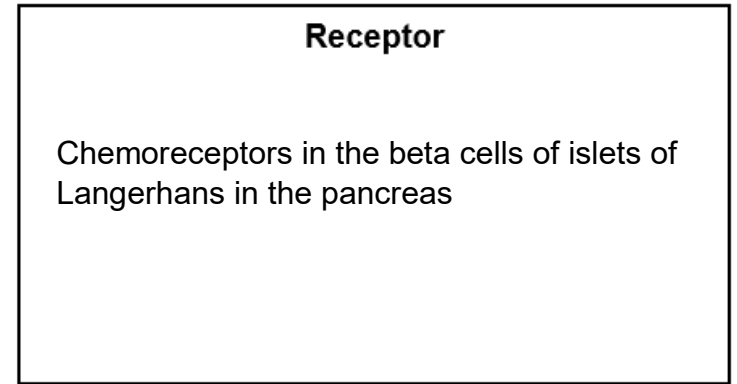 Receptor
Chemoreceptors in the beta cells of islets of
Langerhans in the pancreas